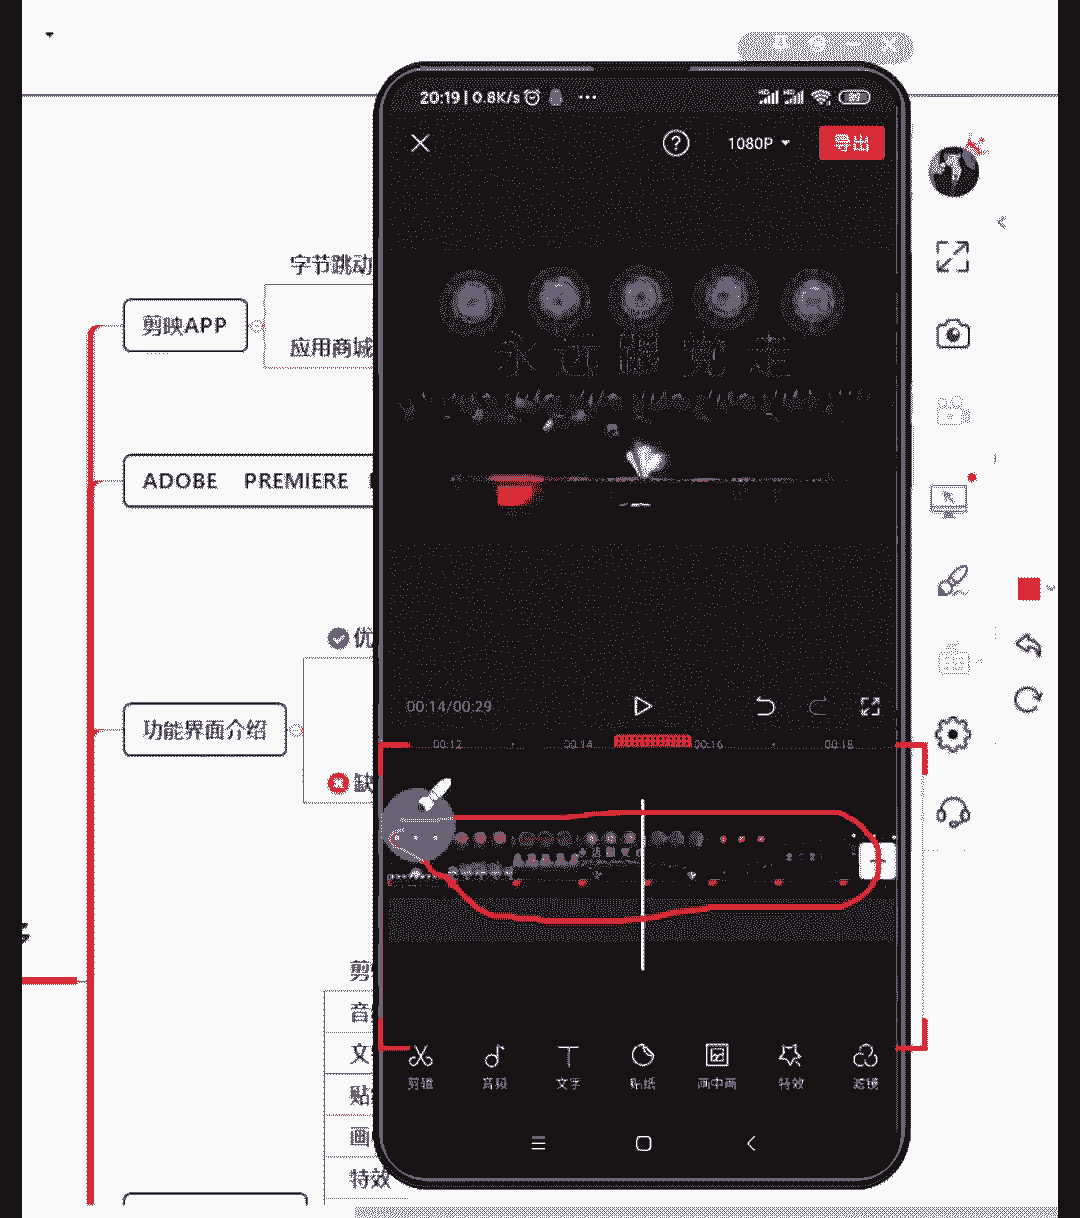 20:19 | 0.8K/s
1080P
导出
字节跳动
剪映APP
应用商城
永远跟党走
ADOBE PREMIERE
优
00:14/00:29
功能界面介绍
00:12
00:14
00:16
00:18
缺
剪
音
文
贴
画
特效
剪辑
音频
文字
贴纸
画中画
特效
滤镜